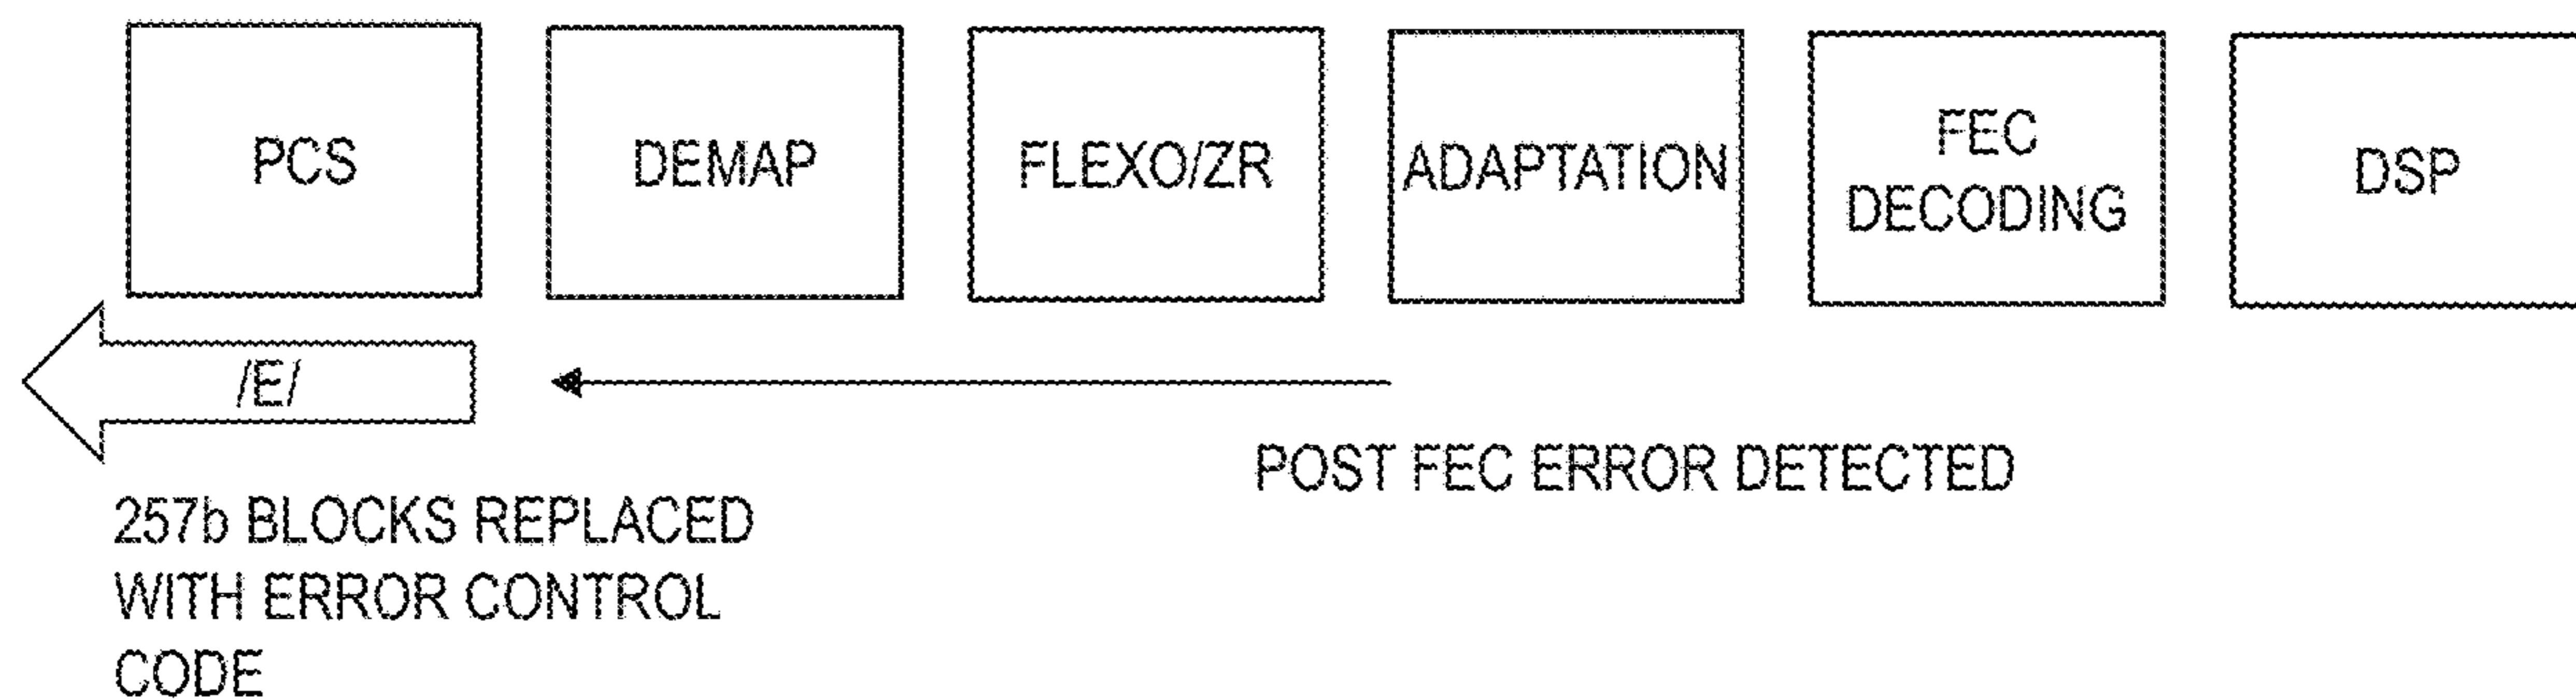 PCS
DEMAP
FLEXO/ZR
ADAPTATION
FEC
DECODING
DSP
/E/
POST FEC ERROR DETECTED
257b BLOCKS REPLACED
WITH ERROR CONTROL
CODE